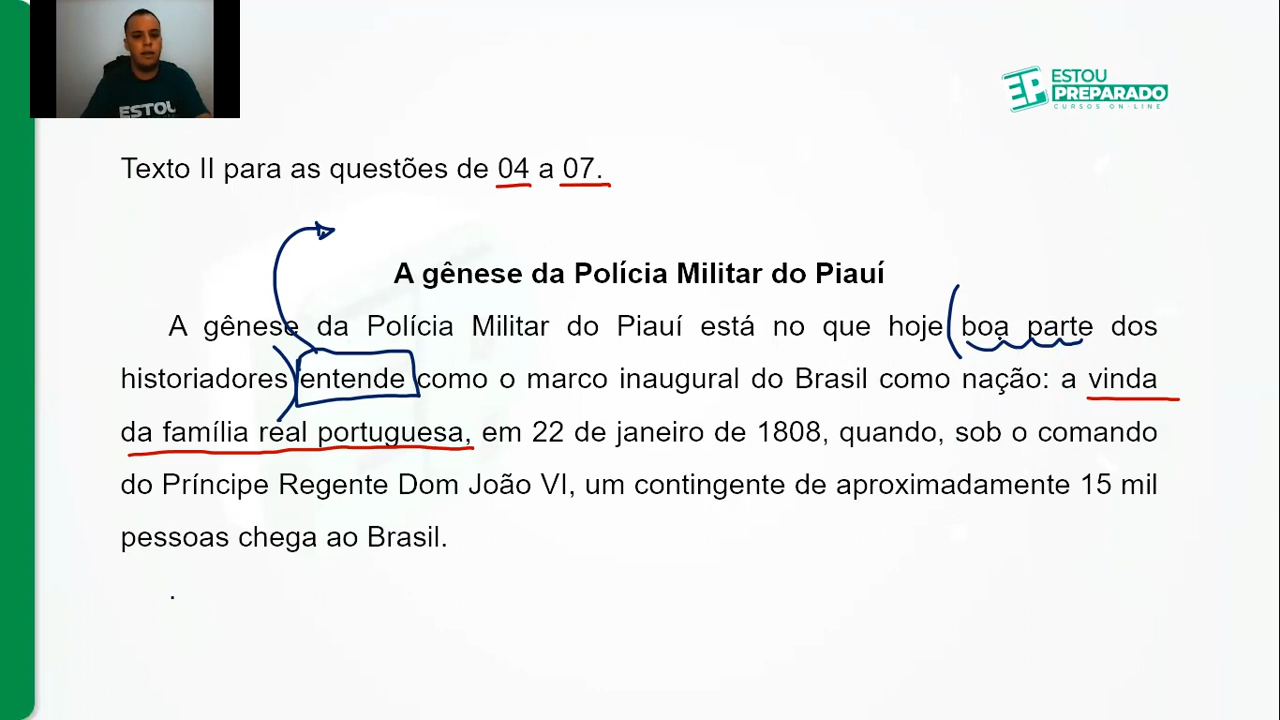 ESTOU
ESTOU
PREPARADO
CURSOS ON-LINE
EP
Texto II para as questões de 04 a 07.
A gênese da Polícia Militar do Piauí
A gênese da Polícia Militar do Piauí está no que hoje boa parte dos
historiadores entende como o marco inaugural do Brasil como nação: a vinda
da família real portuguesa, em 22 de janeiro de 1808, quando, sob o comando
do Príncipe Regente Dom João VI, um contingente de aproximadamente 15 mil
pessoas chega ao Brasil.
.